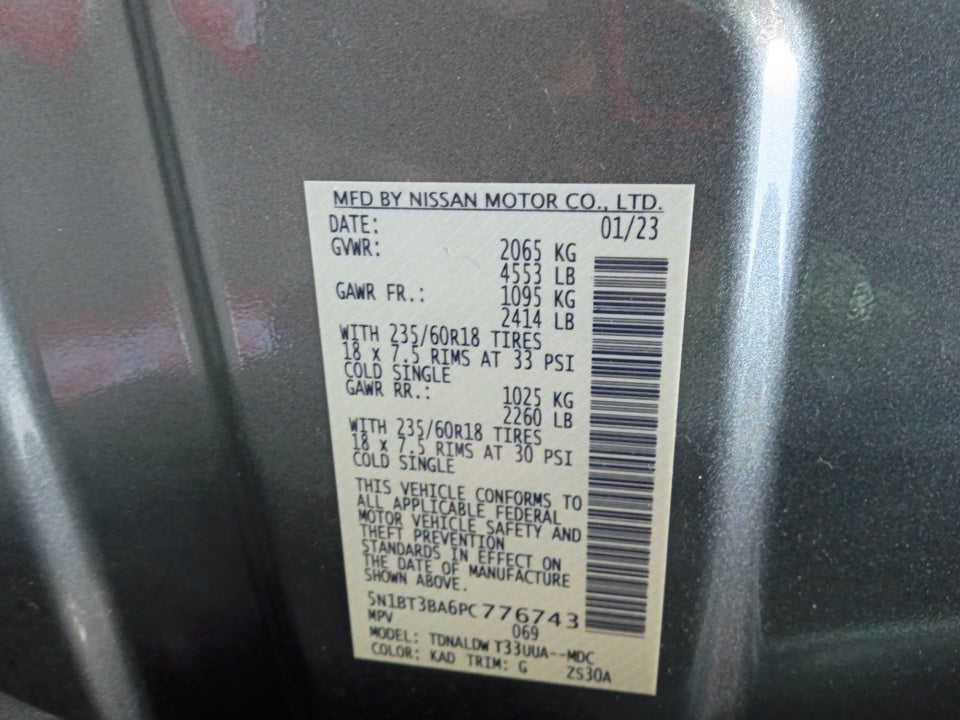 MFD BY NISSAN MOTOR CO., LTD.
DATE: 01/23
GVWR: 2065 KG
4553 LB
GAWR FR.: 1095 KG
2414 LB
WITH 235/60R18 TIRES
18 x 7.5 RIMS AT 33 PSI
COLD SINGLE
GAWR RR.: 1025 KG
2260 LB
WITH 235/60R18 TIRES
18 x 7.5 RIMS AT 30 PSI
COLD SINGLE
THIS VEHICLE CONFORMS TO
ALL APPLICABLE FEDERAL
MOTOR VEHICLE SAFETY AND
THEFT PREVENTION
STANDARDS IN EFFECT ON
THE DATE OF MANUFACTURE
SHOWN ABOVE.
5N1BT3BA6PC776743
MPV 069
MODEL: TDNALDW T33UUA--MDC
COLOR: KAD TRIM: G ZS30A